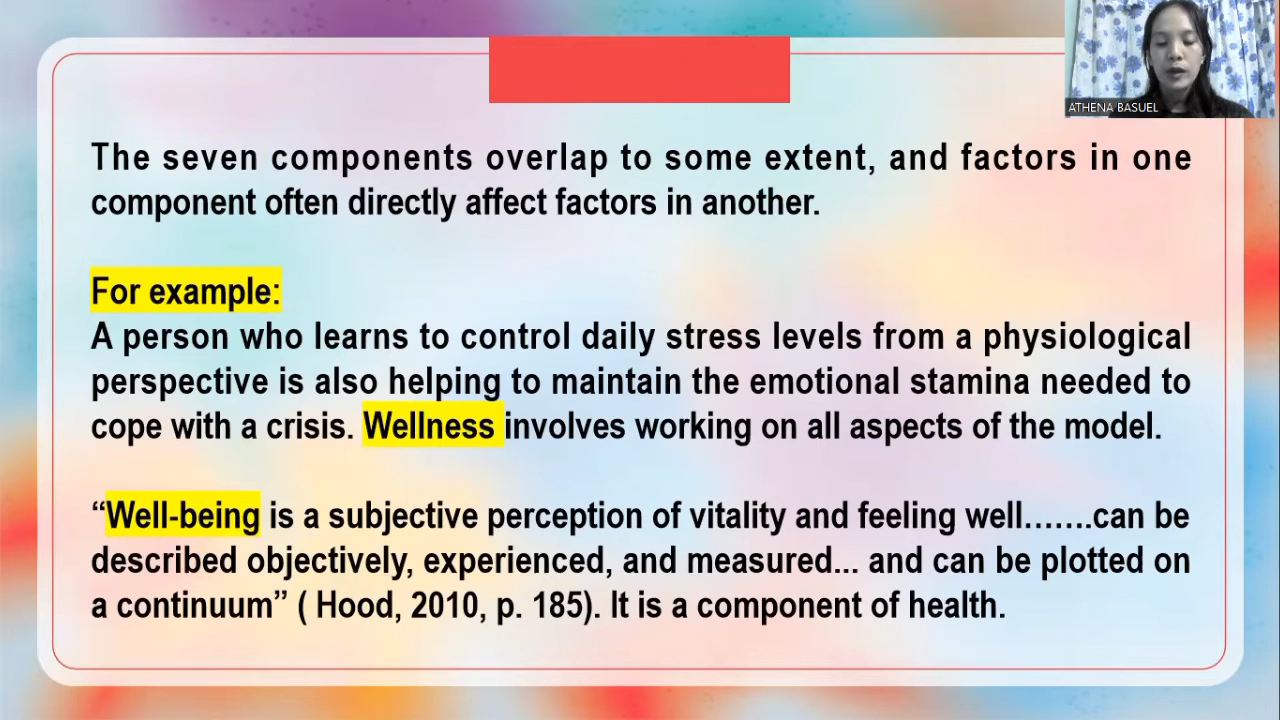 ATHENA BASUEL
The seven components overlap to some extent, and factors in one
component often directly affect factors in another.
For example:
A person who learns to control daily stress levels from a physiological
perspective is also helping to maintain the emotional stamina needed to
cope with a crisis. Wellness involves working on all aspects of the model.
“Well-being is a subjective perception of vitality and feeling well…….can be
described objectively, experienced, and measured... and can be plotted on
a continuum” ( Hood, 2010, p. 185). It is a component of health.